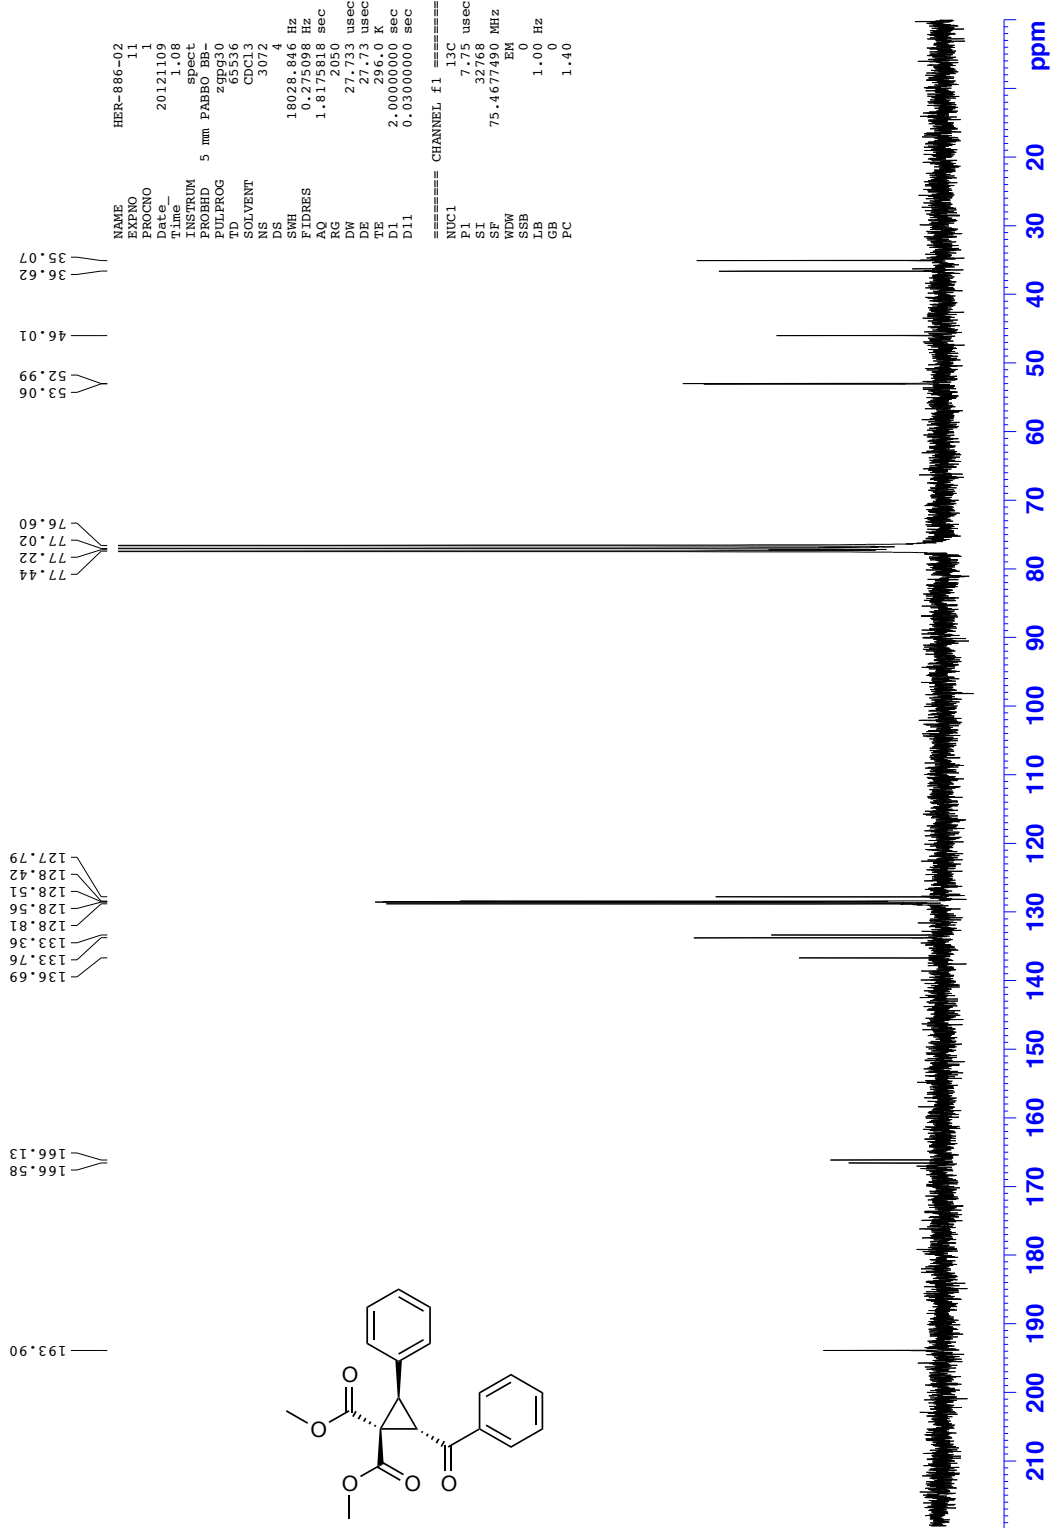 NAME HER-886-02
EXPNO 11
PROCNO 1
Date_ 20121109
Time 1.08
INSTRUM spect
PROBHD 5 mm PABBO BB-
PULPROG zgpg30
TD 65536
SOLVENT CDCl3
NS 3072
DS 4
SWH 18028.846 Hz
FIDRES 0.275098 Hz
AQ 1.8175818 sec
RG 2050
DW 27.733 usec
DE 27.73 usec
TE 296.0 K
D1 2.00000000 sec
D11 0.03000000 sec
======== CHANNEL f1 ========
NUC1 13C
P1 7.75 usec
SI 32768
SF 75.4677490 MHz
WDW EM
SSB 0
LB 1.00 Hz
GB 0
PC 1.40
35.07
36.62
46.01
52.99
53.06
76.60
77.02
77.22
77.44
127.79
128.42
128.51
128.56
128.81
133.36
133.76
136.69
166.13
166.58
193.90
O
O
O
O
O
ppm
20
30
40
50
60
70
80
90
100
110
120
130
140
150
160
170
180
190
200
210